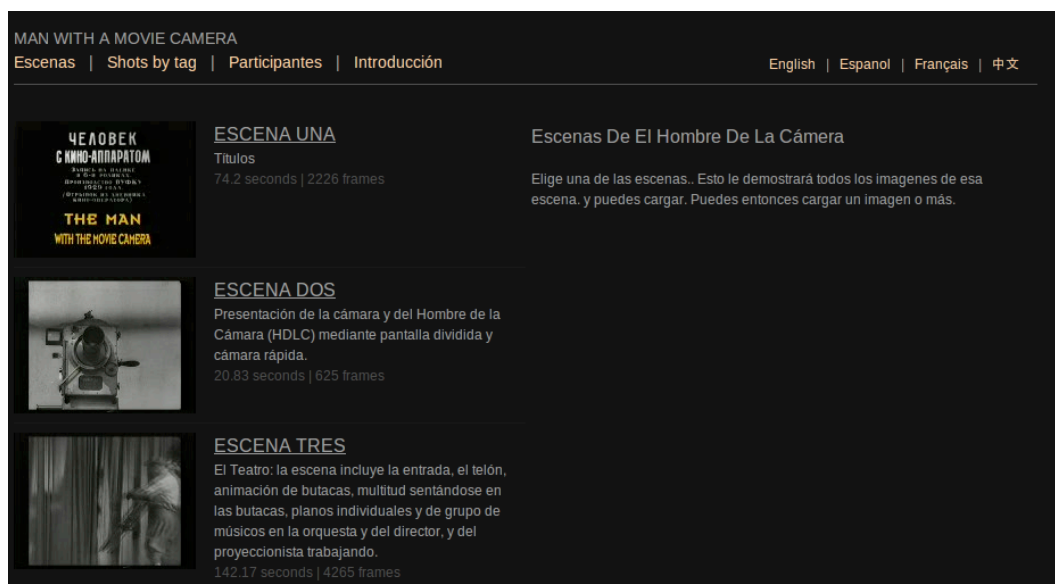 MAN WITH A MOVIE CAMERA
Escenas | Shots by tag | Participantes | Introducción
English | Espanol | Français | 中文
ЧЕЛОВЕК
С КИНО-АППАРАТОМ
THE MAN
WITH THE MOVIE CAMERA
ESCENA UNA
Títulos
74.2 seconds | 2226 frames
Escenas De El Hombre De La Cámera
Elige una de las escenas.. Esto le demostrará todos los imagenes de esa
escena. y puedes cargar. Puedes entonces cargar un imagen o más.
ESCENA DOS
Presentación de la cámara y del Hombre de la
Cámara (HDLC) mediante pantalla dividida y
cámara rápida.
20.83 seconds | 625 frames
ESCENA TRES
El Teatro: la escena incluye la entrada, el telón,
animación de butacas, multitud sentándose en
las butacas, planos individuales y de grupo de
músicos en la orquesta y del director, y del
proyeccionista trabajando.
142.17 seconds | 4265 frames